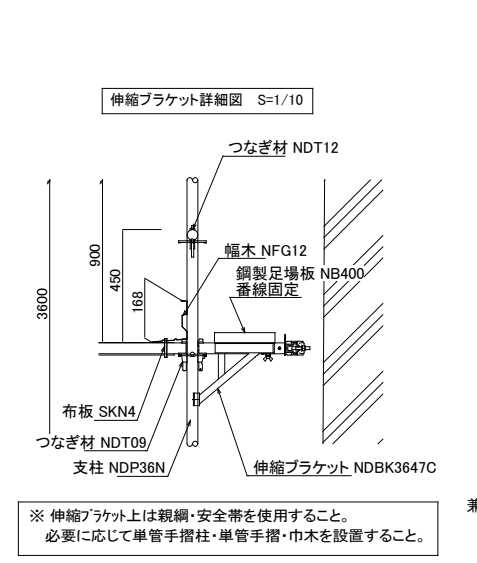 伸縮ブラケット詳細図 S=1/10
つなぎ材 NDT12
幅木 NFG12
鋼製足場板 NB400
番線固定
900
450
168
3600
布板 SKN4
つなぎ材 NDT09
支柱 NDP36N
伸縮ブラケット NDBK3647C
※ 伸縮ブラケット上は親綱・安全帯を使用すること。
必要に応じて単管手摺柱・単管手摺・巾木を設置すること。